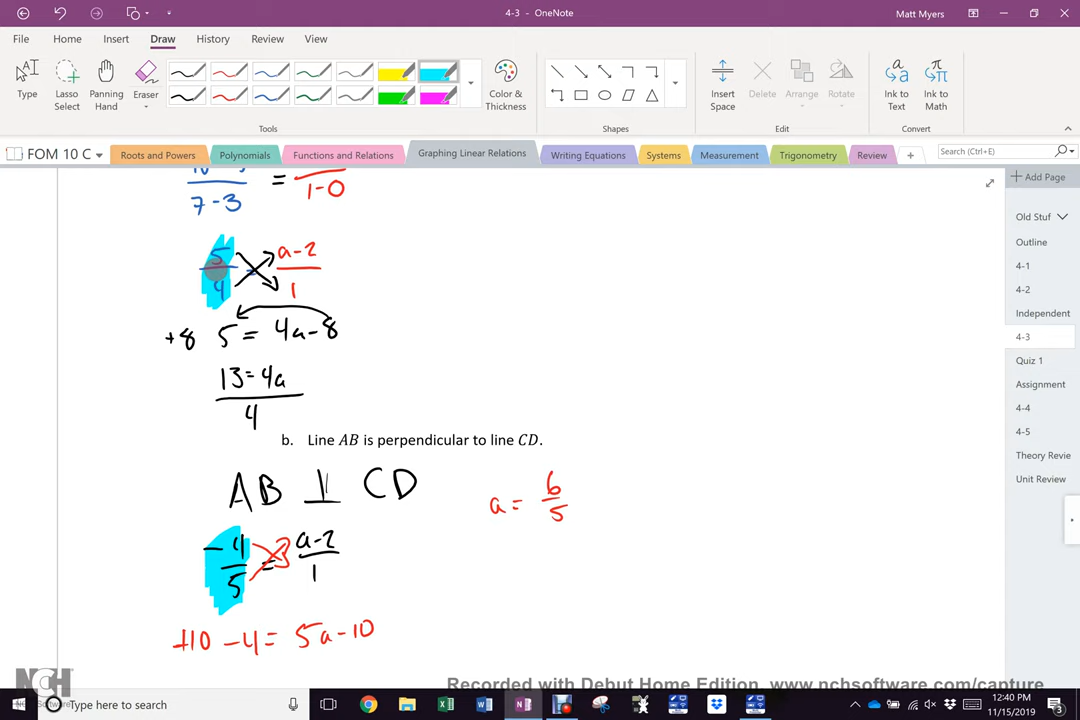 4-3 - OneNote
Matt Myers
File Home Insert Draw History Review View
Type
Lasso Select
Panning Hand
Eraser
Color & Thickness
Insert Space
Delete
Arrange
Rotate
Ink to Text
Ink to Math
Tools
Shapes
Edit
Convert
FOM 10 C
Roots and Powers
Polynomials
Functions and Relations
Graphing Linear Relations
Writing Equations
Systems
Measurement
Trigonometry
Review
Search (Ctrl+E)
Add Page
Old Stuf
Outline
4-1
4-2
Independent
4-3
Quiz 1
Assignment
4-4
4-5
Theory Revie
Unit Review
7-3 = 1-0
5 a-2
4 1
+8 5 = 4a-8
13=4a
4
b. Line AB is perpendicular to line CD.
AB ⊥ CD
a = 6/5
-4/5 = a-2/1
+10 -4 = 5a-10
NCH
Software
Recorded with Debut Home Edition. www.nchsoftware.com/capture
Type here to search
12:40 PM
11/15/2019
3